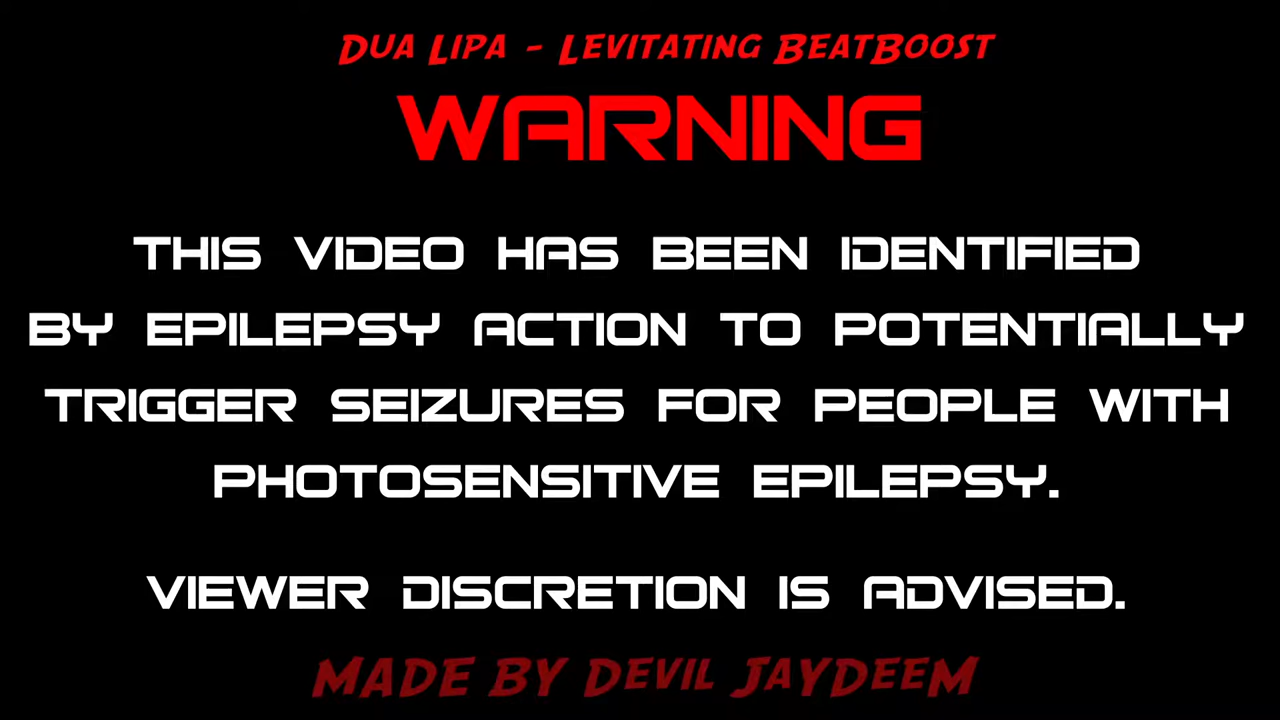 Dua Lipa - Levitating BeatBoost
WARNING
THIS VIDEO HAS BEEN IDENTIFIED
BY EPILEPSY ACTION TO POTENTIALLY
TRIGGER SEIZURES FOR PEOPLE WITH
PHOTOSENSITIVE EPILEPSY.
VIEWER DISCRETION IS ADVISED.
MADE BY DEVIL JAYDEEM